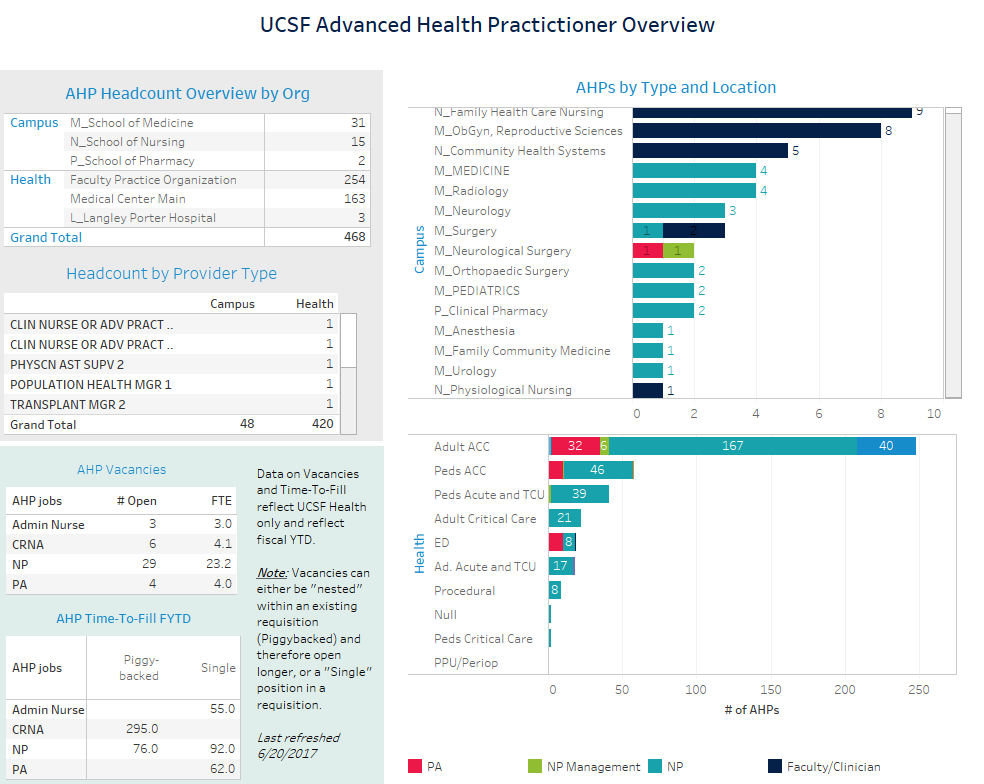 UCSF Advanced Health Practictioner Overview
AHP Headcount Overview by Org
Campus M_School of Medicine 31
N_School of Nursing 15
P_School of Pharmacy 2
Health Faculty Practice Organization 254
Medical Center Main 163
L_Langley Porter Hospital 3
Grand Total 468
Headcount by Provider Type
Campus Health
CLIN NURSE OR ADV PRACT .. 1
CLIN NURSE OR ADV PRACT .. 1
PHYSCN AST SUPV 2 1
POPULATION HEALTH MGR 1 1
TRANSPLANT MGR 2 1
Grand Total 48 420
AHP Vacancies
AHP jobs # Open FTE
Admin Nurse 3 3.0
CRNA 6 4.1
NP 29 23.2
PA 4 4.0
AHP Time-To-Fill FYTD
AHP jobs Piggy-
backed Single
Admin Nurse 55.0
CRNA 295.0
NP 76.0 92.0
PA 62.0
Data on Vacancies
and Time-To-Fill
reflect UCSF Health
only and reflect
fiscal YTD.
Note: Vacancies can
either be "nested"
within an existing
requisition
(Piggybacked) and
therefore open
longer, or a "Single"
position in a
requisition.
Last refreshed
6/20/2017
AHPs by Type and Location
Campus
N_Family Health Care Nursing 9
M_ObGyn, Reproductive Sciences 8
N_Community Health Systems 5
M_MEDICINE 4
M_Radiology 4
M_Neurology 3
M_Surgery 1 2
M_Neurological Surgery 1 1
M_Orthopaedic Surgery 2
M_PEDIATRICS 2
P_Clinical Pharmacy 2
M_Anesthesia 1
M_Family Community Medicine 1
M_Urology 1
N_Physiological Nursing 1
0 2 4 6 8 10
Health
Adult ACC 32 6 167 40
Peds ACC 46
Peds Acute and TCU 39
Adult Critical Care 21
ED 8
Ad. Acute and TCU 17
Procedural 8
Null
Peds Critical Care
PPU/Periop
0 50 100 150 200 250
# of AHPs
PA NP Management NP Faculty/Clinician